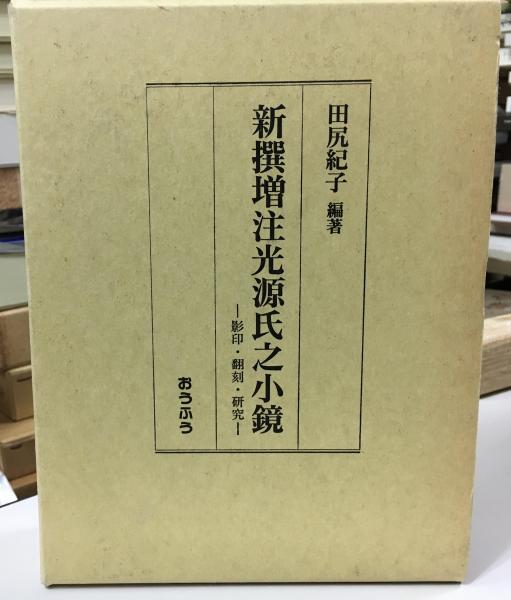 田尻紀子 編著
新撰増注光源氏之小鏡
―影印・翻刻・研究―
おうふう